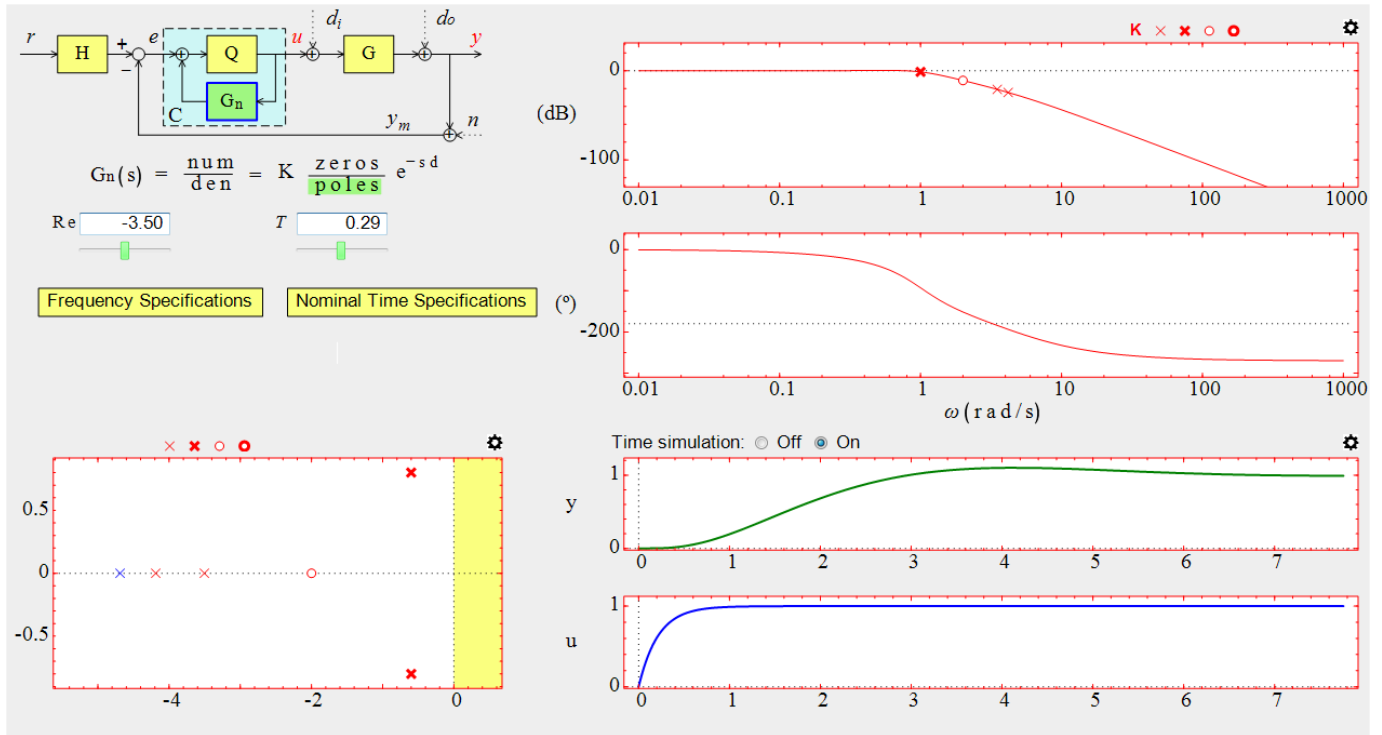 r H + − e + Q u d_i + G d_o + y
G_n C
y_m n +
G_n(s) = num/den = K zeros/poles e^{-sd}
Re -3.50 T 0.29
Frequency Specifications Nominal Time Specifications
K
(dB)
0
-100
0.01 0.1 1 10 100 1000
(º)
0
-200
0.01 0.1 1 10 100 1000
ω(rad/s)
0.5
0
-0.5
-4 -2 0
Time simulation: Off On
y
1
0
0 1 2 3 4 5 6 7
u
1
0
0 1 2 3 4 5 6 7